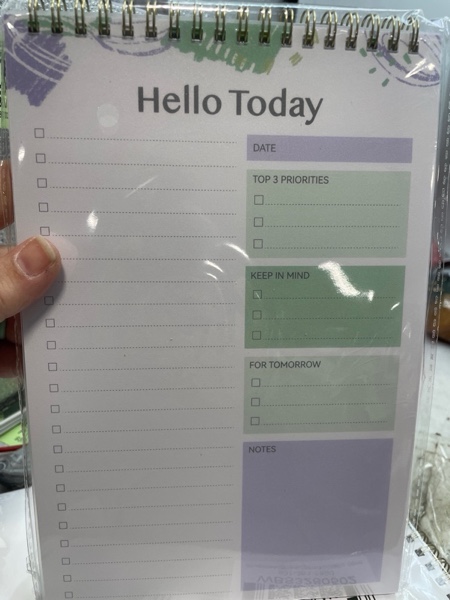 Hello Today
DATE
TOP 3 PRIORITIES
KEEP IN MIND
FOR TOMORROW
NOTES